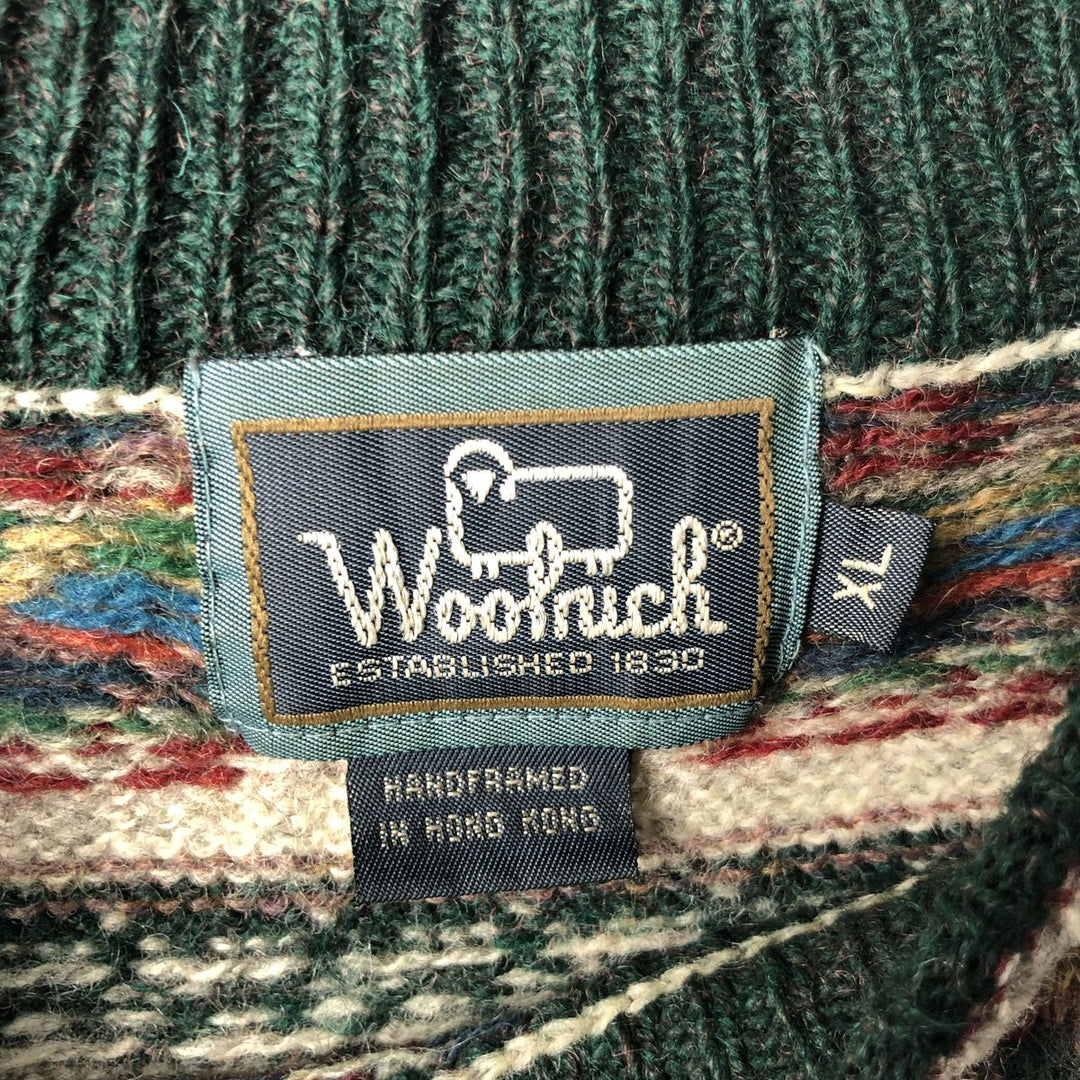 Woolrich®
ESTABLISHED 1830
XL
HANDFRAMED
IN HONG KONG